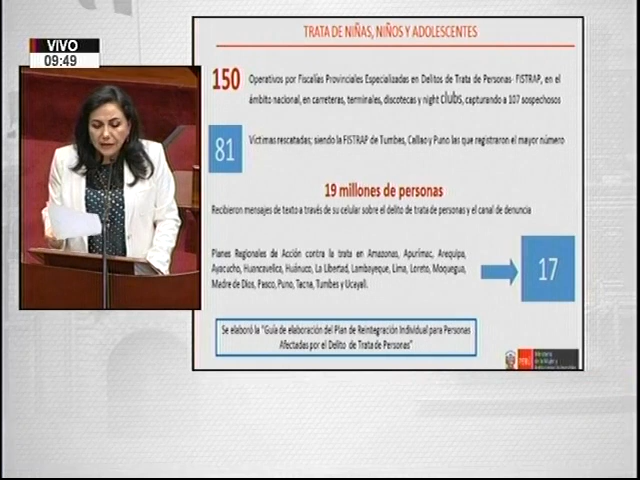 VIVO
09:49
TRATA DE NIÑAS, NIÑOS Y ADOLESCENTES
150
Operativos por Fiscalías Provinciales Especializadas en Delitos de Trata de Personas- FISTRAP, en el
ámbito nacional, en carreteras, terminales, discotecas y night clubs, capturando a 107 sospechosos
81
Víctimas rescatadas; siendo la FISTRAP de Tumbes, Callao y Puno las que registraron el mayor número
19 millones de personas
Recibieron mensajes de texto a través de su celular sobre el delito de trata de personas y el canal de denuncia
Planes Regionales de Acción contra la trata en Amazonas, Apurímac, Arequipa,
Ayacucho, Huancavelica, Huánuco, La Libertad, Lambayeque, Lima, Loreto, Moquegua,
Madre de Dios, Pasco, Puno, Tacna, Tumbes y Ucayali.
17
Se elaboró la "Guía de elaboración del Plan de Reintegración Individual para Personas
Afectadas por el Delito de Trata de Personas"
PERÚ
Ministerio
de la Mujer y